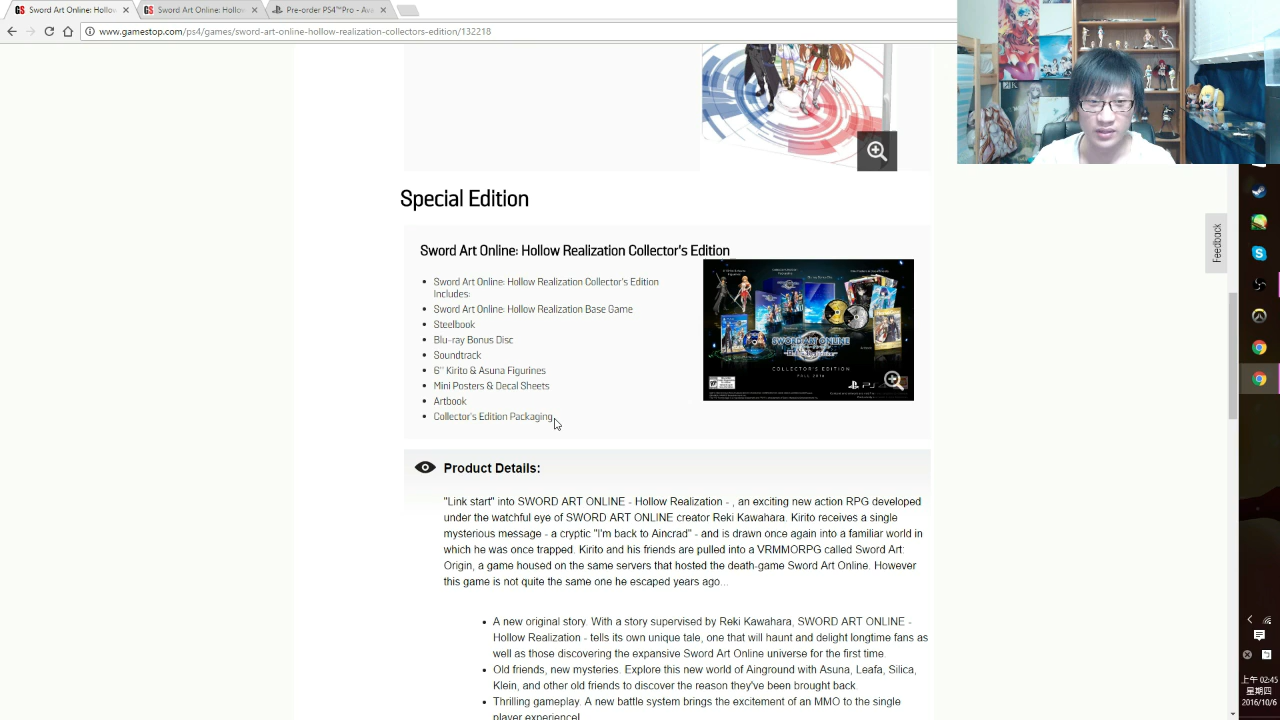 Sword Art Online: Hollow
Sword Art Online: Hollow
Pre-order PS4™ Pro - Ava
www.gamestop.com/ps4/games/sword-art-online-hollow-realization-collectors-edition/132218
Special Edition
Feedback
Sword Art Online: Hollow Realization Collector's Edition
Sword Art Online: Hollow Realization Collector's Edition
Includes:
Sword Art Online: Hollow Realization Base Game
Steelbook
Blu-ray Bonus Disc
Soundtrack
6" Kirito & Asuna Figurines
Mini Posters & Decal Sheets
Artbook
Collector's Edition Packaging
SWORD ART ONLINE
Hollow Realization
COLLECTOR'S EDITION
FALL 2016
Product Details:
"Link start" into SWORD ART ONLINE - Hollow Realization - , an exciting new action RPG developed
under the watchful eye of SWORD ART ONLINE creator Reki Kawahara. Kirito receives a single
mysterious message - a cryptic "I'm back to Aincrad" - and is drawn once again into a familiar world in
which he was once trapped. Kirito and his friends are pulled into a VRMMORPG called Sword Art:
Origin, a game housed on the same servers that hosted the death-game Sword Art Online. However
this game is not quite the same one he escaped years ago...
A new original story. With a story supervised by Reki Kawahara, SWORD ART ONLINE -
Hollow Realization - tells its own unique tale, one that will haunt and delight longtime fans as
well as those discovering the expansive Sword Art Online universe for the first time.
Old friends , new mysteries. Explore this new world of Ainground with Asuna, Leafa, Silica,
Klein, and other old friends to discover the reason they've been brought back.
Thrilling gameplay. A new battle system brings the excitement of an MMO to the single
player experience!
上午 02:45
星期四
2016/10/6